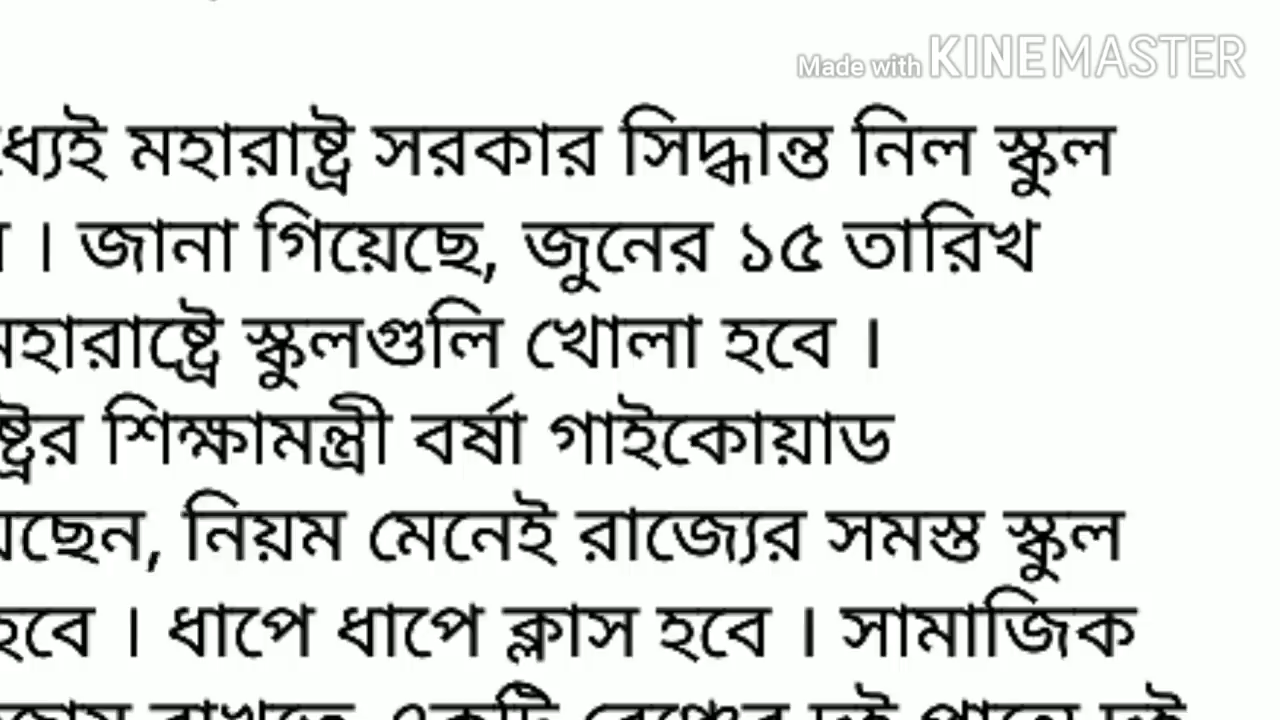 Made with KINEMASTER
মহারাষ্ট্র সরকার সিদ্ধান্ত নিল স্কুল
। জানা গিয়েছে, জুনের ১৫ তারিখ
মহারাষ্ট্রে স্কুলগুলি খোলা হবে ।
শিক্ষামন্ত্রী বর্ষা গাইকোয়াড
নিয়ম মেনেই রাজ্যের সমস্ত স্কুল
হবে । ধাপে ধাপে ক্লাস হবে । সামাজিক